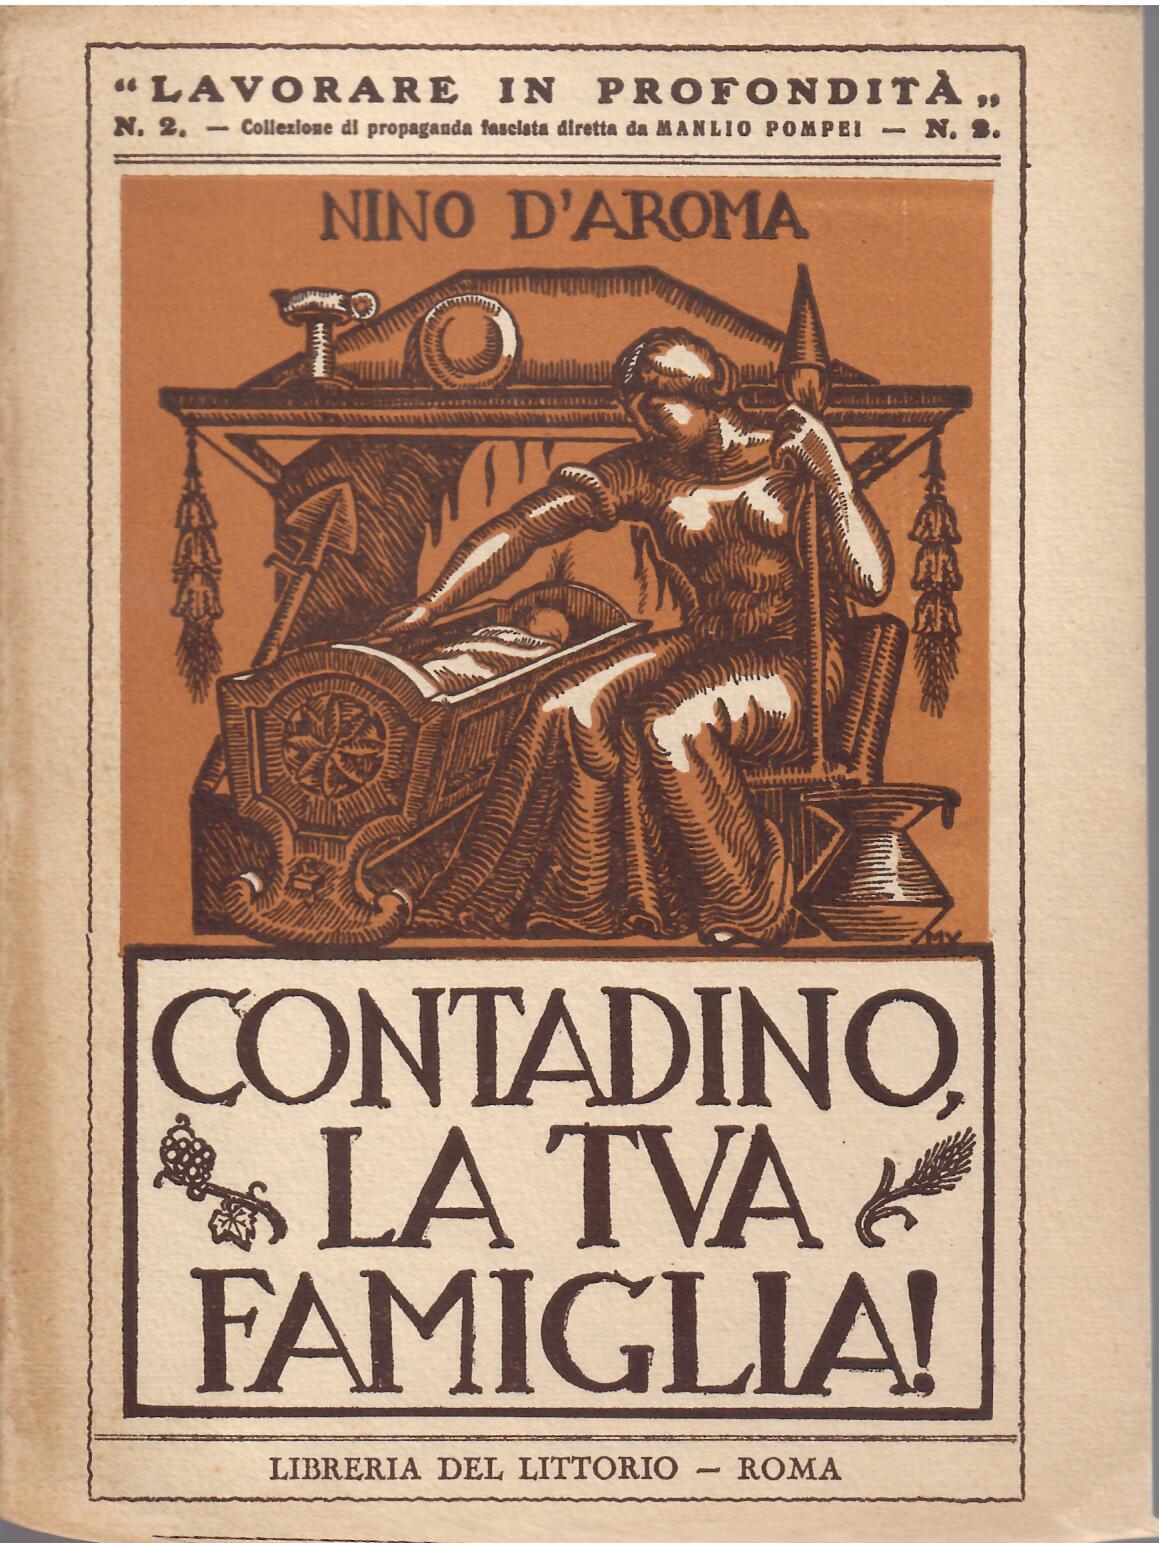 “LAVORARE IN PROFONDITÀ„
N. 2. — Collezione di propaganda fascista diretta da MANLIO POMPEI — N. 2.
NINO D'AROMA
MY
CONTADINO,
LA TVA
FAMIGLIA!
LIBRERIA DEL LITTORIO – ROMA